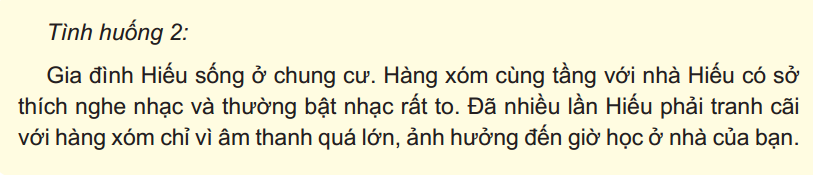 Tình huống 2:
Gia đình Hiếu sống ở chung cư. Hàng xóm cùng tầng với nhà Hiếu có sở
thích nghe nhạc và thường bật nhạc rất to. Đã nhiều lần Hiếu phải tranh cãi
với hàng xóm chỉ vì âm thanh quá lớn, ảnh hưởng đến giờ học ở nhà của bạn.